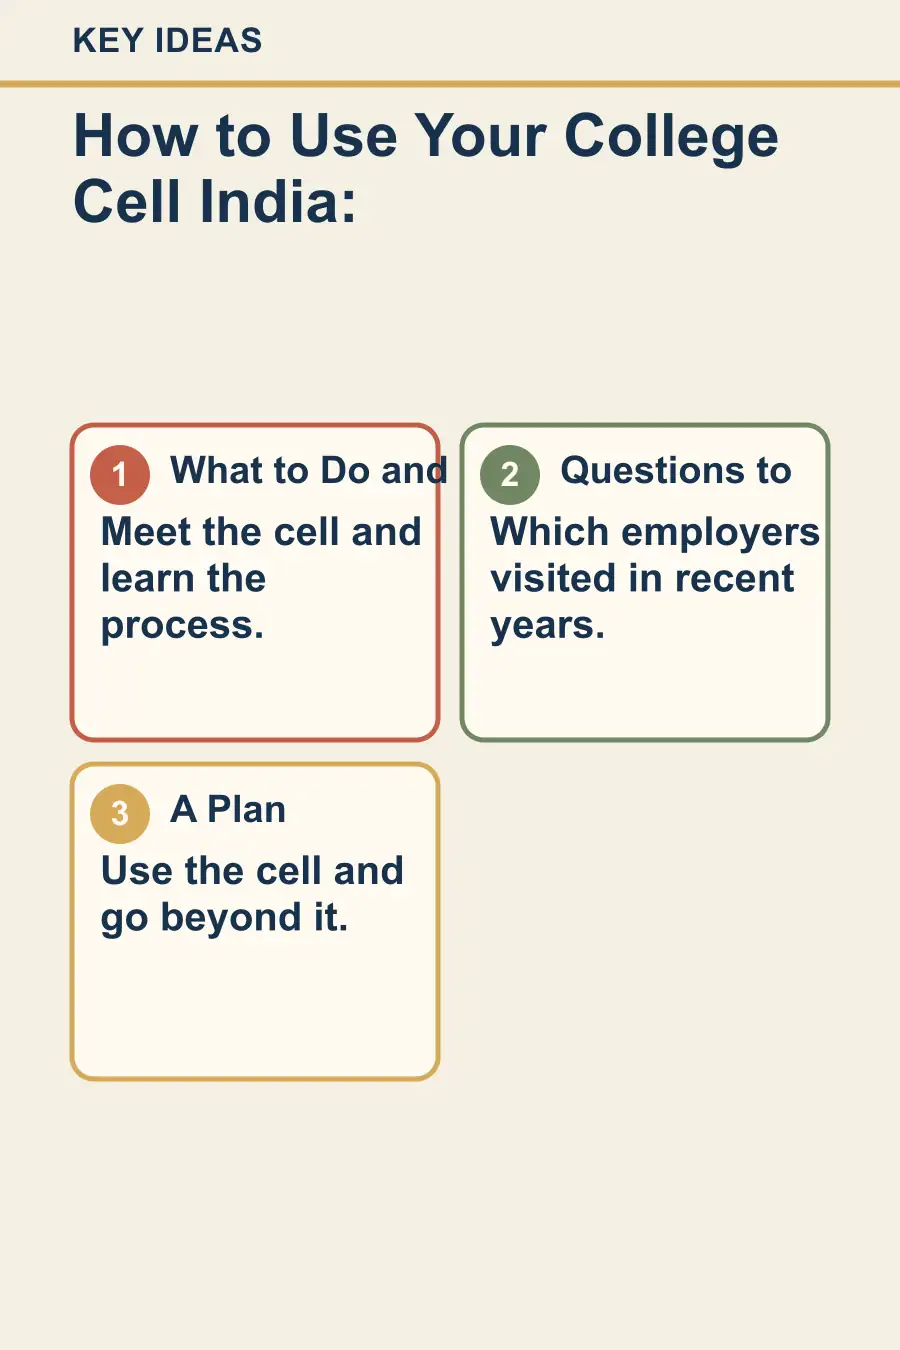 KEY IDEAS
How to Use Your College
Cell India:
1
What to Do and
Meet the cell and
learn the
process.
2
Questions to
Which employers
visited in recent
years.
3
A Plan
Use the cell and
go beyond it.